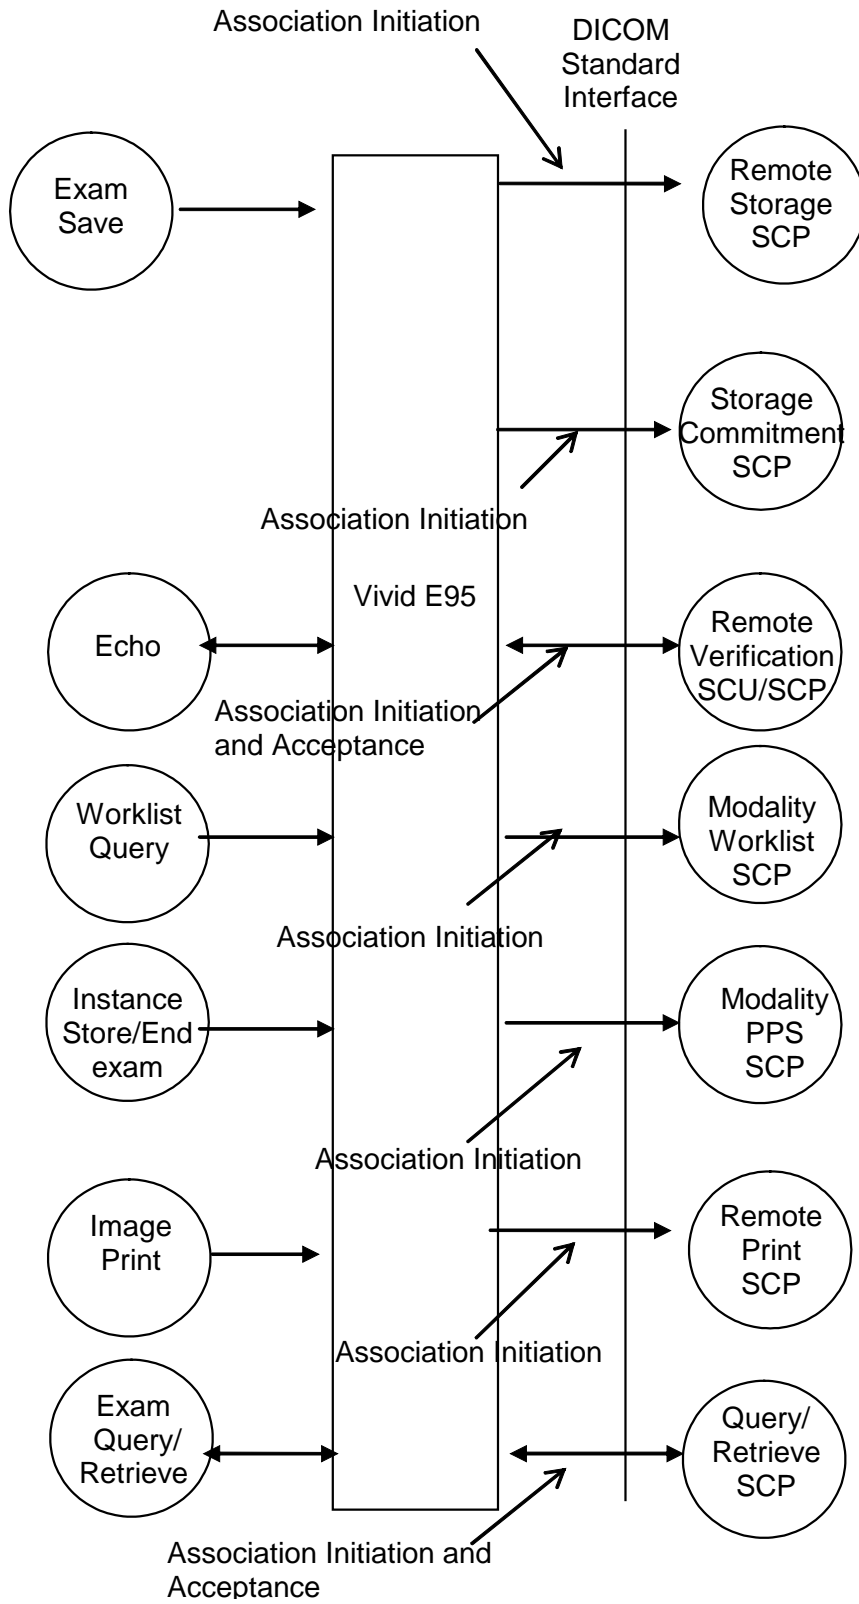 Association Initiation
DICOM
Standard
Interface
Exam
Save
Remote
Storage
SCP
Storage
Commitment
SCP
Association Initiation
Vivid E95
Echo
Remote
Verification
SCU/SCP
Association Initiation
and Acceptance
Worklist
Query
Modality
Worklist
SCP
Association Initiation
Instance
Store/End
exam
Modality
PPS
SCP
Association Initiation
Image
Print
Remote
Print
SCP
Association Initiation
Exam
Query/
Retrieve
Query/
Retrieve
SCP
Association Initiation and
Acceptance